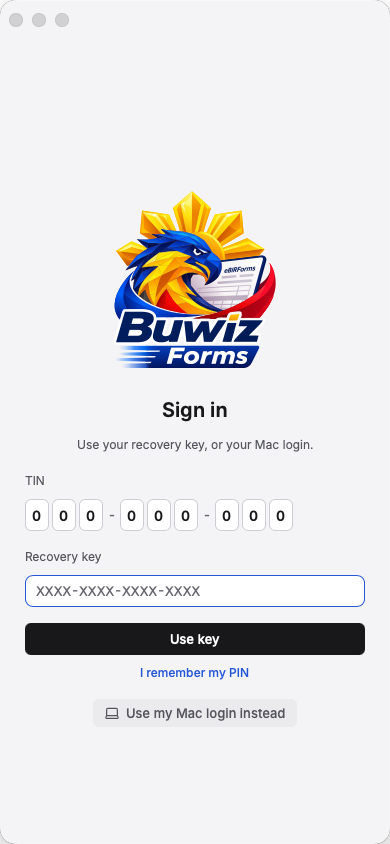 eBIRForms
Buwiz
Forms
Sign in
Use your recovery key, or your Mac login.
TIN
0 0 0 - 0 0 0 - 0 0 0
Recovery key
XXXX-XXXX-XXXX-XXXX
Use key
I remember my PIN
Use my Mac login instead